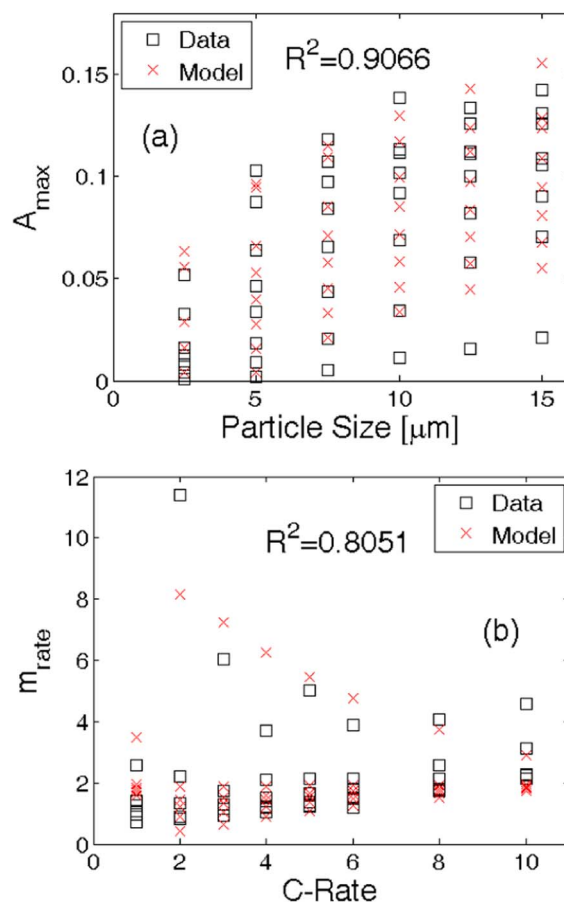 Data
Model
R²=0.9066
(a)
0.15
0.1
0.05
0
A_max
0 5 10 15
Particle Size [μm]
12
10
8
6
4
2
0
m_rate
Data
Model
R²=0.8051
(b)
0 2 4 6 8 10
C-Rate